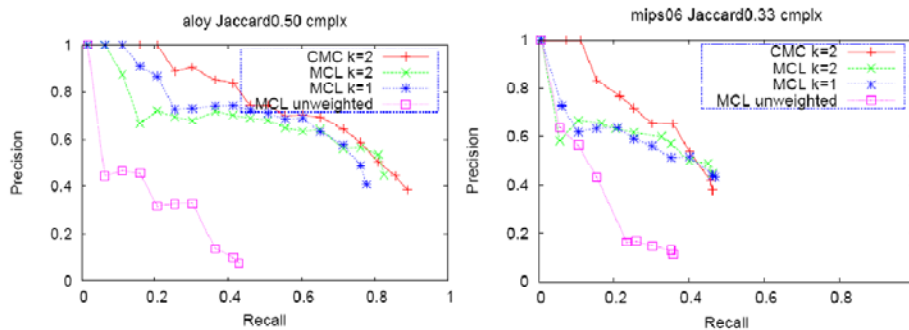 aloy Jaccard0.50 cmplx
CMC k=2
MCL k=2
MCL k=1
MCL unweighted
Precision
1
0.8
0.6
0.4
0.2
0
0
0.2
0.4
0.6
0.8
1
Recall
mips06 Jaccard0.33 cmplx
CMC k=2
MCL k=2
MCL k=1
MCL unweighted
Precision
1
0.8
0.6
0.4
0.2
0
0
0.2
0.4
0.6
0.8
1
Recall